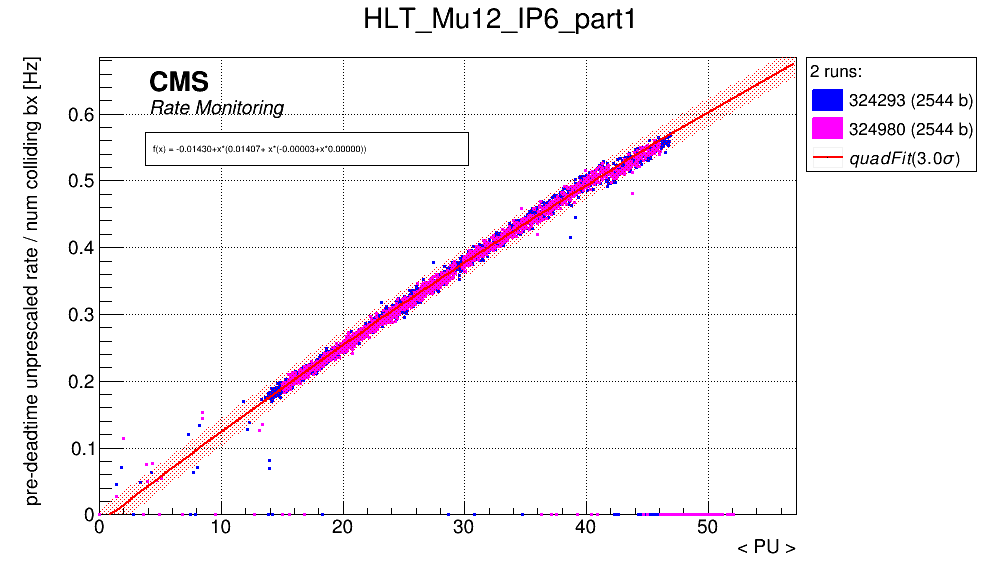 HLT_Mu12_IP6_part1
pre-deadtime unprescaled rate / num colliding bx [Hz]
CMS
Rate Monitoring
f(x) = -0.01430+x*(0.01407+ x*(-0.00003+x*0.00000))
2 runs:
324293 (2544 b)
324980 (2544 b)
quadFit(3.0σ)
0.6
0.5
0.4
0.3
0.2
0.1
0
0 10 20 30 40 50
< PU >